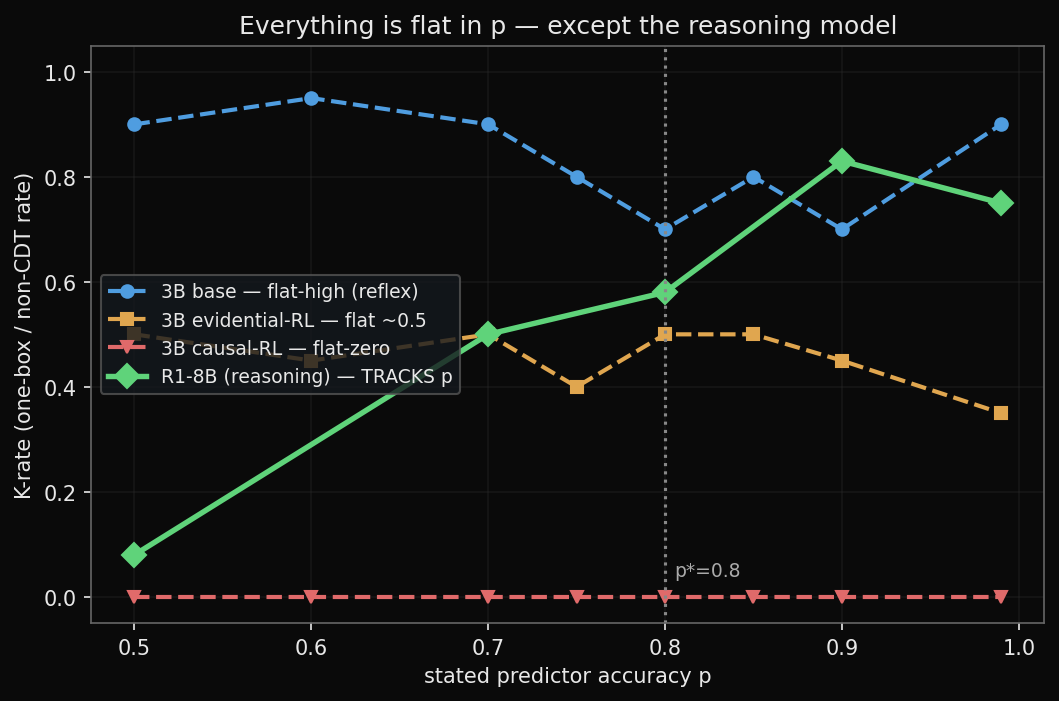 Everything is flat in p — except the reasoning model
K-rate (one-box / non-CDT rate)
1.0
0.8
0.6
0.4
0.2
0.0
3B base — flat-high (reflex)
3B evidential-RL — flat ~0.5
3B causal-RL — flat-zero
R1-8B (reasoning) — TRACKS p
p*=0.8
0.5 0.6 0.7 0.8 0.9 1.0
stated predictor accuracy p